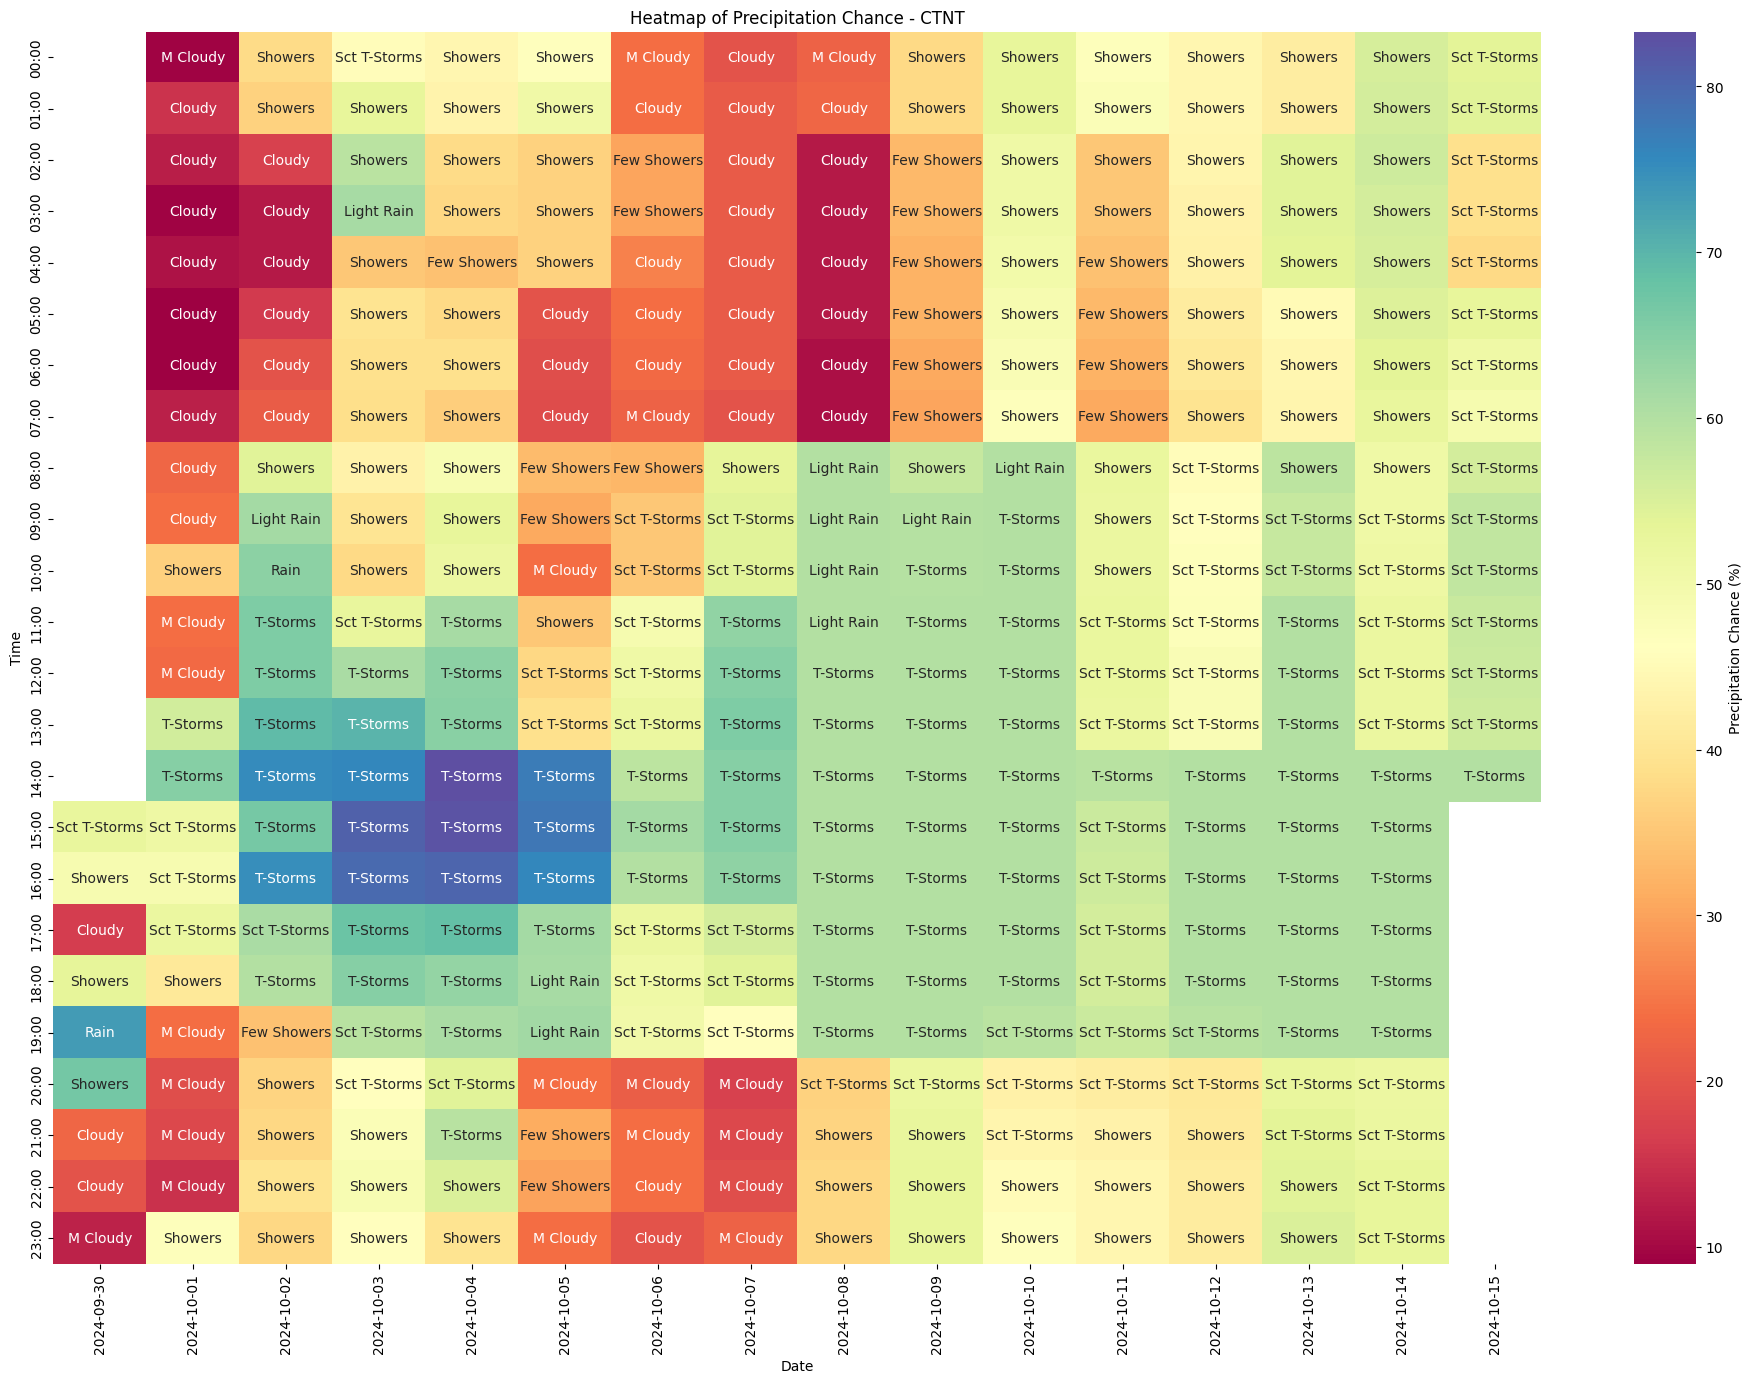 Heatmap of Precipitation Chance - CTNT
00:00 M Cloudy Showers Sct T-Storms Showers Showers M Cloudy Cloudy M Cloudy Showers Showers Showers Showers Showers Showers Sct T-Storms
01:00 Cloudy Showers Showers Showers Showers Cloudy Cloudy Cloudy Showers Showers Showers Showers Showers Showers Sct T-Storms
02:00 Cloudy Cloudy Showers Showers Showers Few Showers Cloudy Cloudy Few Showers Showers Showers Showers Showers Showers Sct T-Storms
03:00 Cloudy Cloudy Light Rain Showers Showers Few Showers Cloudy Cloudy Few Showers Showers Showers Showers Showers Showers Sct T-Storms
04:00 Cloudy Cloudy Showers Few Showers Showers Cloudy Cloudy Cloudy Few Showers Showers Few Showers Showers Showers Showers Sct T-Storms
05:00 Cloudy Cloudy Showers Showers Cloudy Cloudy Cloudy Cloudy Few Showers Showers Few Showers Showers Showers Showers Sct T-Storms
06:00 Cloudy Cloudy Showers Showers Cloudy Cloudy Cloudy Cloudy Few Showers Showers Few Showers Showers Showers Showers Sct T-Storms
07:00 Cloudy Cloudy Showers Showers Cloudy M Cloudy Cloudy Cloudy Few Showers Showers Few Showers Showers Showers Showers Sct T-Storms
08:00 Cloudy Showers Showers Showers Few Showers Few Showers Showers Light Rain Showers Light Rain Showers Sct T-Storms Showers Showers Sct T-Storms
09:00 Cloudy Light Rain Showers Showers Few Showers Sct T-Storms Sct T-Storms Light Rain Light Rain T-Storms Showers Sct T-Storms Sct T-Storms Sct T-Storms Sct T-Storms
10:00 Showers Rain Showers Showers M Cloudy Sct T-Storms Sct T-Storms Light Rain T-Storms T-Storms Showers Sct T-Storms Sct T-Storms Sct T-Storms Sct T-Storms
11:00 M Cloudy T-Storms Sct T-Storms T-Storms Showers Sct T-Storms T-Storms Light Rain T-Storms T-Storms Sct T-Storms Sct T-Storms T-Storms Sct T-Storms Sct T-Storms
12:00 M Cloudy T-Storms T-Storms T-Storms Sct T-Storms Sct T-Storms T-Storms T-Storms T-Storms T-Storms Sct T-Storms Sct T-Storms T-Storms Sct T-Storms Sct T-Storms
13:00 T-Storms T-Storms T-Storms T-Storms Sct T-Storms Sct T-Storms T-Storms T-Storms T-Storms T-Storms Sct T-Storms Sct T-Storms T-Storms Sct T-Storms Sct T-Storms
14:00 T-Storms T-Storms T-Storms T-Storms T-Storms T-Storms T-Storms T-Storms T-Storms T-Storms T-Storms T-Storms T-Storms T-Storms T-Storms
15:00 Sct T-Storms Sct T-Storms T-Storms T-Storms T-Storms T-Storms T-Storms T-Storms T-Storms T-Storms T-Storms Sct T-Storms T-Storms T-Storms T-Storms
16:00 Showers Sct T-Storms T-Storms T-Storms T-Storms T-Storms T-Storms T-Storms T-Storms T-Storms T-Storms Sct T-Storms T-Storms T-Storms T-Storms
17:00 Cloudy Sct T-Storms Sct T-Storms T-Storms T-Storms T-Storms Sct T-Storms Sct T-Storms T-Storms T-Storms T-Storms Sct T-Storms T-Storms T-Storms T-Storms
18:00 Showers Showers T-Storms T-Storms T-Storms Light Rain Sct T-Storms Sct T-Storms T-Storms T-Storms T-Storms Sct T-Storms T-Storms T-Storms T-Storms
19:00 Rain M Cloudy Few Showers Sct T-Storms T-Storms Light Rain Sct T-Storms Sct T-Storms T-Storms T-Storms Sct T-Storms Sct T-Storms Sct T-Storms T-Storms T-Storms
20:00 Showers M Cloudy Showers Sct T-Storms Sct T-Storms M Cloudy M Cloudy M Cloudy Sct T-Storms Sct T-Storms Sct T-Storms Sct T-Storms Sct T-Storms Sct T-Storms Sct T-Storms
21:00 Cloudy M Cloudy Showers Showers T-Storms Few Showers M Cloudy M Cloudy Showers Showers Sct T-Storms Showers Showers Sct T-Storms Sct T-Storms
22:00 Cloudy M Cloudy Showers Showers Showers Few Showers Cloudy M Cloudy Showers Showers Showers Showers Showers Showers Sct T-Storms
23:00 M Cloudy Showers Showers Showers Showers M Cloudy Cloudy M Cloudy Showers Showers Showers Showers Showers Showers Sct T-Storms
Time
2024-09-30 2024-10-01 2024-10-02 2024-10-03 2024-10-04 2024-10-05 2024-10-06 2024-10-07 2024-10-08 2024-10-09 2024-10-10 2024-10-11 2024-10-12 2024-10-13 2024-10-14 2024-10-15
Date
80
70
60
50
40
30
20
10
Precipitation Chance (%)